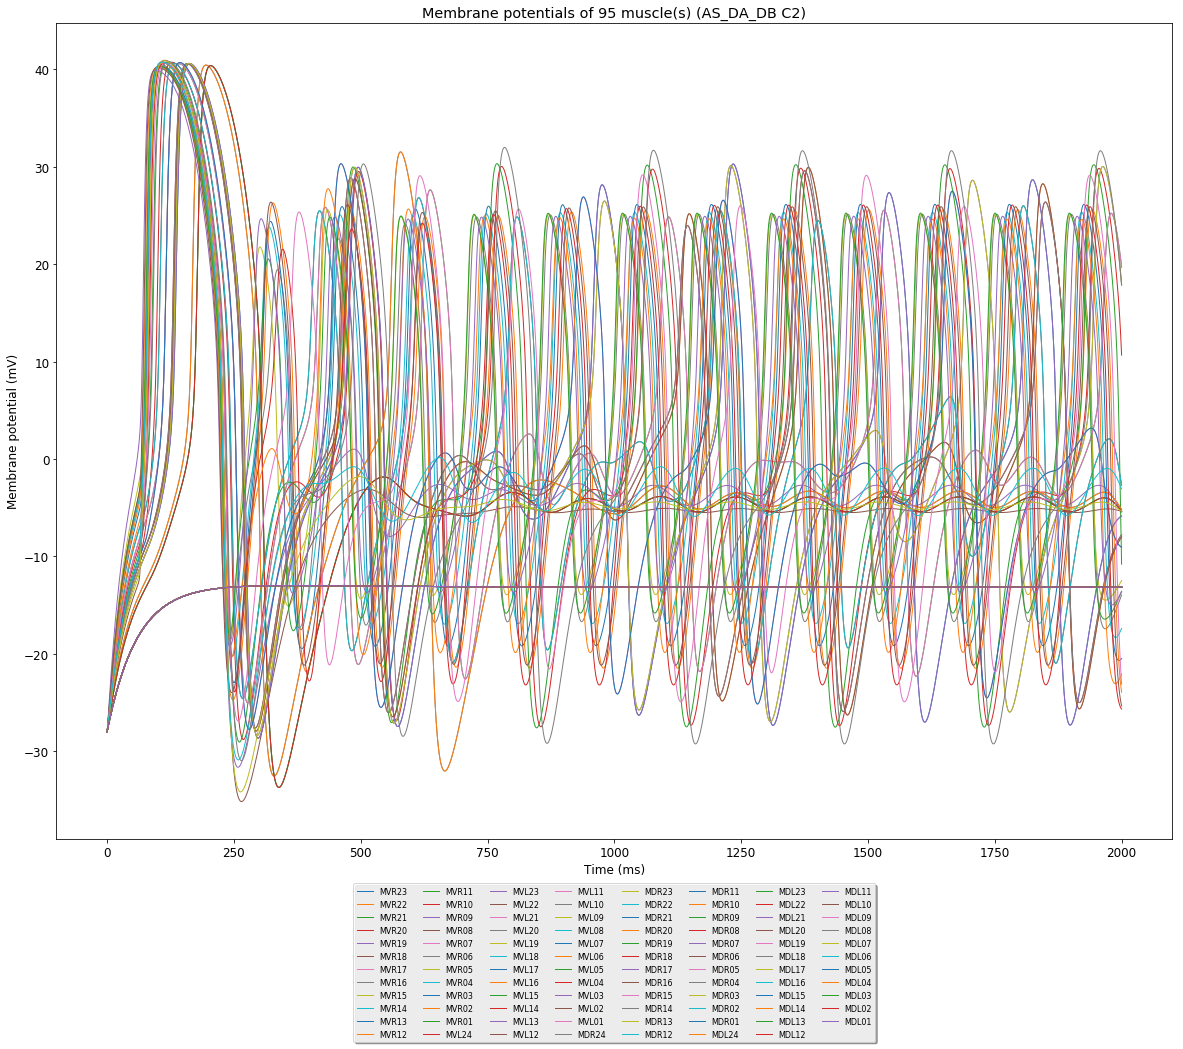 Membrane potentials of 95 muscle(s) (AS_DA_DB C2)
40
30
20
10
0
−10
−20
−30
Membrane potential (mV)
0 250 500 750 1000 1250 1500 1750 2000
Time (ms)
MVR23 MVR11 MVL23 MVL11 MDR23 MDR11 MDL23 MDL11
MVR22 MVR10 MVL22 MVL10 MDR22 MDR10 MDL22 MDL10
MVR21 MVR09 MVL21 MVL09 MDR21 MDR09 MDL21 MDL09
MVR20 MVR08 MVL20 MVL08 MDR20 MDR08 MDL20 MDL08
MVR19 MVR07 MVL19 MVL07 MDR19 MDR07 MDL19 MDL07
MVR18 MVR06 MVL18 MVL06 MDR18 MDR06 MDL18 MDL06
MVR17 MVR05 MVL17 MVL05 MDR17 MDR05 MDL17 MDL05
MVR16 MVR04 MVL16 MVL04 MDR16 MDR04 MDL16 MDL04
MVR15 MVR03 MVL15 MVL03 MDR15 MDR03 MDL15 MDL03
MVR14 MVR02 MVL14 MVL02 MDR14 MDR02 MDL14 MDL02
MVR13 MVR01 MVL13 MVL01 MDR13 MDR01 MDL13 MDL01
MVR12 MVL24 MVL12 MDR24 MDR12 MDL24 MDL12